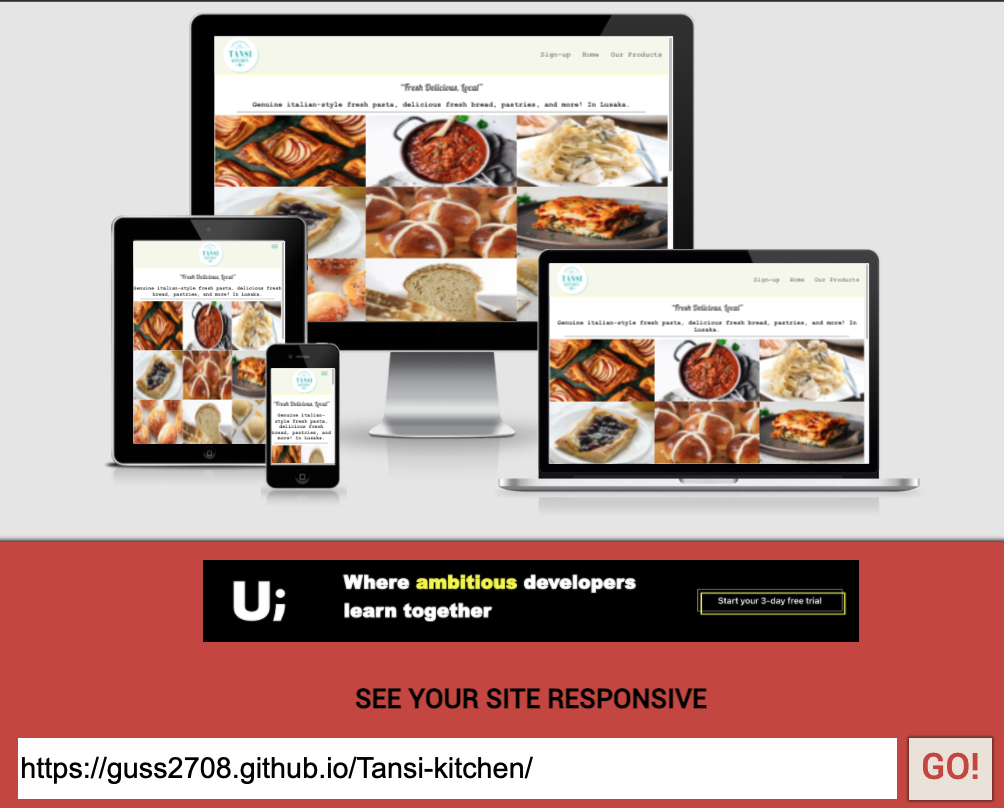 TANSI
KITCHEN
Sign-up Home Our Products
"Fresh Delicious, Local"
Genuine italian-style fresh pasta, delicious fresh bread, pastries, and more! In Lusaka.
TANSI
"Fresh Delicious, Local"
Genuine italian-style fresh pasta, delicious fresh
bread, pastries, and more! In Lusaka.
TANSI
"Fresh Delicious, Local"
Genuine italian-
style fresh pasta,
delicious fresh
bread, pastries, and
more! In Lusaka.
TANSI
KITCHEN
Sign-up Home Our Products
"Fresh Delicious, Local"
Genuine italian-style fresh pasta, delicious fresh bread, pastries, and more! In
Lusaka.
U;
Where ambitious developers
learn together
Start your 3-day free trial
SEE YOUR SITE RESPONSIVE
https://guss2708.github.io/Tansi-kitchen/
GO!